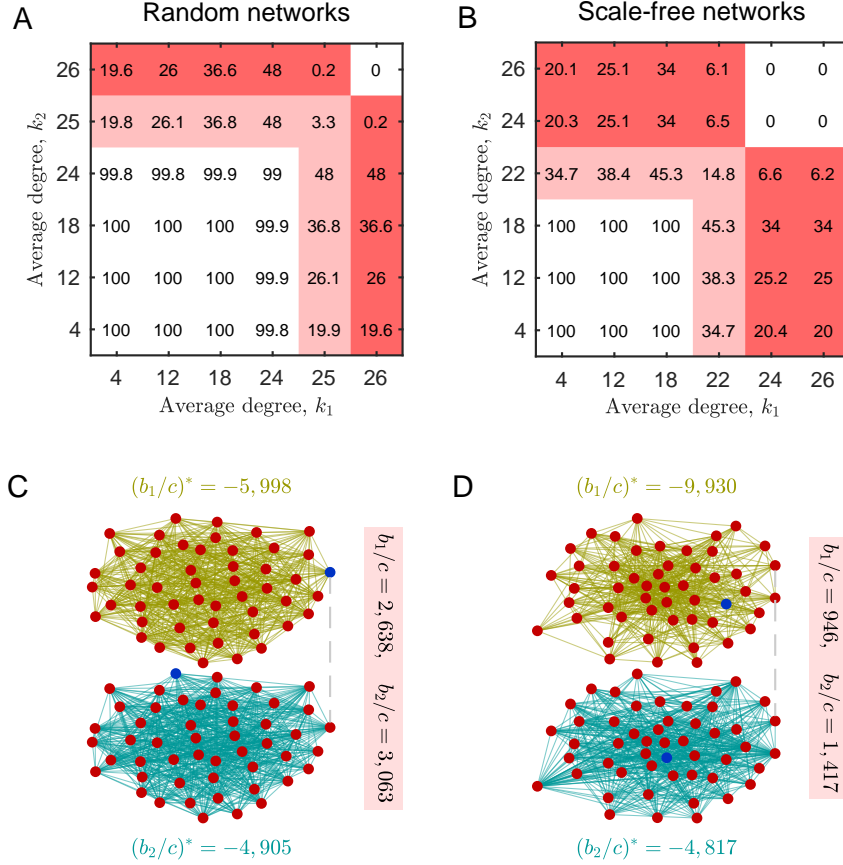 A
Random networks
Average degree, k₂
26 19.6 26 36.6 48 0.2 0
25 19.8 26.1 36.8 48 3.3 0.2
24 99.8 99.8 99.9 99 48 48
18 100 100 100 99.9 36.8 36.6
12 100 100 100 99.9 26.1 26
4 100 100 100 99.8 19.9 19.6
4 12 18 24 25 26
Average degree, k₁
B
Scale-free networks
Average degree, k₂
26 20.1 25.1 34 6.1 0 0
24 20.3 25.1 34 6.5 0 0
22 34.7 38.4 45.3 14.8 6.6 6.2
18 100 100 100 45.3 34 34
12 100 100 100 38.3 25.2 25
4 100 100 100 34.7 20.4 20
4 12 18 22 24 26
Average degree, k₁
C
(b₁/c)* = −5, 998
b₁/c = 2, 638, b₂/c = 3, 063
(b₂/c)* = −4, 905
D
(b₁/c)* = −9, 930
b₁/c = 946, b₂/c = 1, 417
(b₂/c)* = −4, 817